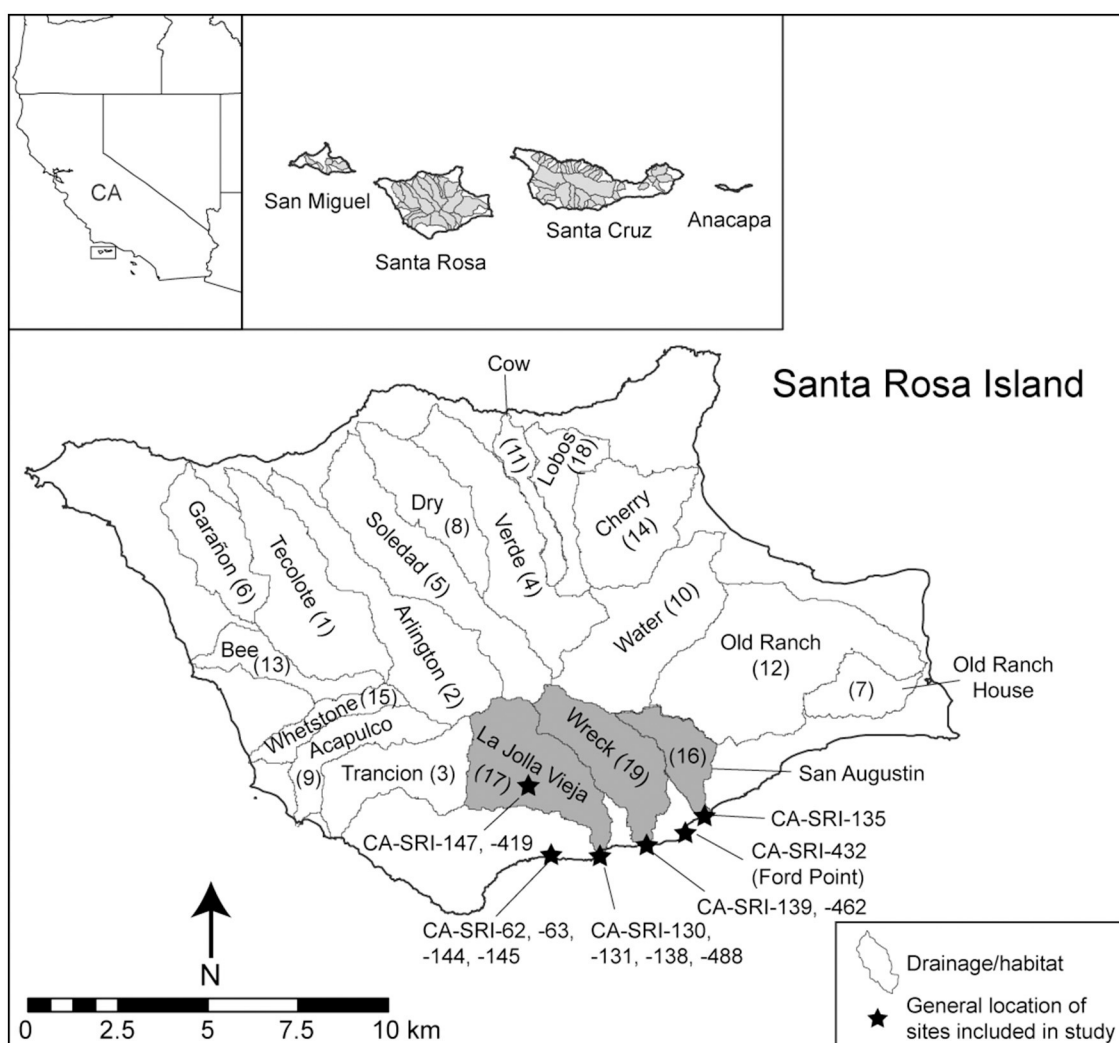 CA
San Miguel
Santa Rosa
Santa Cruz
Anacapa
Santa Rosa Island
Cow
(11)
Lobos
(18)
Dry
(8)
Cherry
(14)
Garañon (6)
Tecolote (1)
Soledad (5)
Verde (4)
Arlington (2)
Water (10)
Old Ranch
(12)
Old Ranch
House
(7)
Bee
(13)
Whetstone (15)
Acapulco
(9)
Trancion (3)
La Jolla Vieja
(17)
Wreck (19)
(16)
San Augustin
CA-SRI-147, -419
CA-SRI-135
CA-SRI-432
(Ford Point)
CA-SRI-139, -462
CA-SRI-62, -63,
-144, -145
CA-SRI-130,
-131, -138, -488
N
0 2.5 5 7.5 10 km
Drainage/habitat
General location of
sites included in study